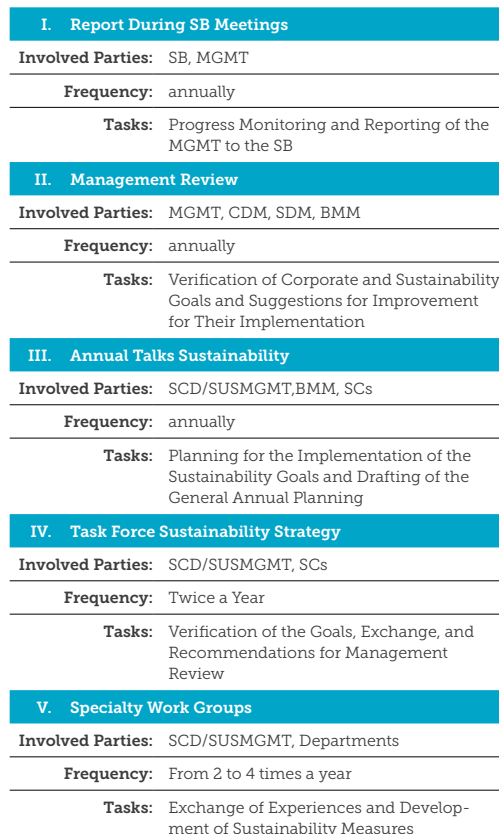 I. Report During SB Meetings
Involved Parties: SB, MGMT
Frequency: annually
Tasks: Progress Monitoring and Reporting of the
MGMT to the SB
II. Management Review
Involved Parties: MGMT, CDM, SDM, BMM
Frequency: annually
Tasks: Verification of Corporate and Sustainability
Goals and Suggestions for Improvement
for Their Implementation
III. Annual Talks Sustainability
Involved Parties: SCD/SUSMGMT,BMM, SCs
Frequency: annually
Tasks: Planning for the Implementation of the
Sustainability Goals and Drafting of the
General Annual Planning
IV. Task Force Sustainability Strategy
Involved Parties: SCD/SUSMGMT, SCs
Frequency: Twice a Year
Tasks: Verification of the Goals, Exchange, and
Recommendations for Management
Review
V. Specialty Work Groups
Involved Parties: SCD/SUSMGMT, Departments
Frequency: From 2 to 4 times a year
Tasks: Exchange of Experiences and Develop-
ment of Sustainability Measures